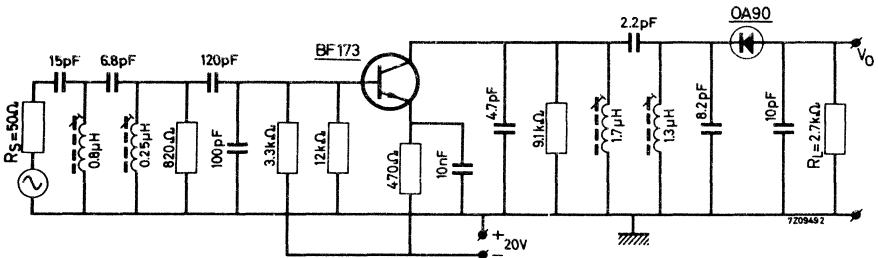 15pF
6.8pF
120pF
BF173
2.2pF
OA90
R_S=50Ω
0.8µH
0.25µH
820Ω
100pF
3.3kΩ
12kΩ
470Ω
10nF
4.7pF
9.1kΩ
1.7µH
1.3µH
8.2pF
10pF
R_L=2.7kΩ
V_O
+
20V
−
7Z09492